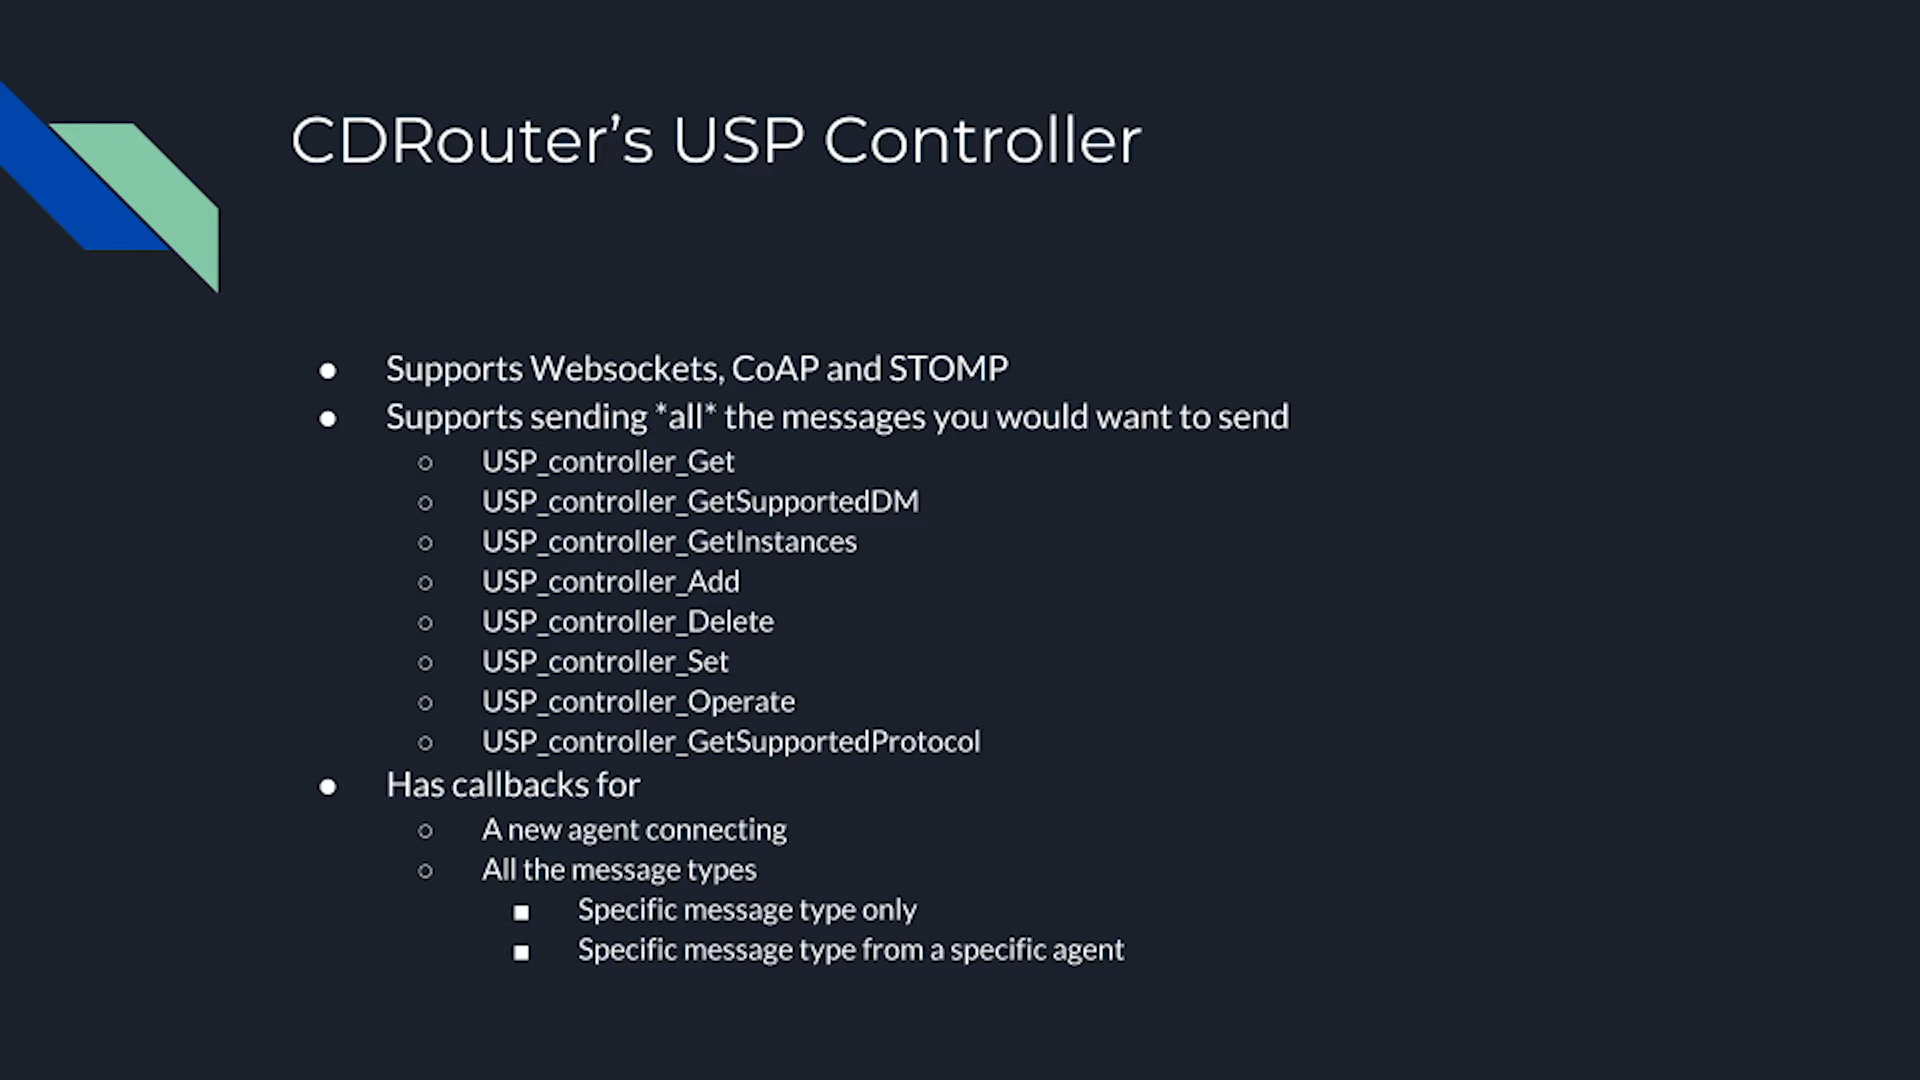 CDRouter’s USP Controller
● Supports Websockets, CoAP and STOMP
● Supports sending *all* the messages you would want to send
○ USP_controller_Get
○ USP_controller_GetSupportedDM
○ USP_controller_GetInstances
○ USP_controller_Add
○ USP_controller_Delete
○ USP_controller_Set
○ USP_controller_Operate
○ USP_controller_GetSupportedProtocol
● Has callbacks for
○ A new agent connecting
○ All the message types
■ Specific message type only
■ Specific message type from a specific agent